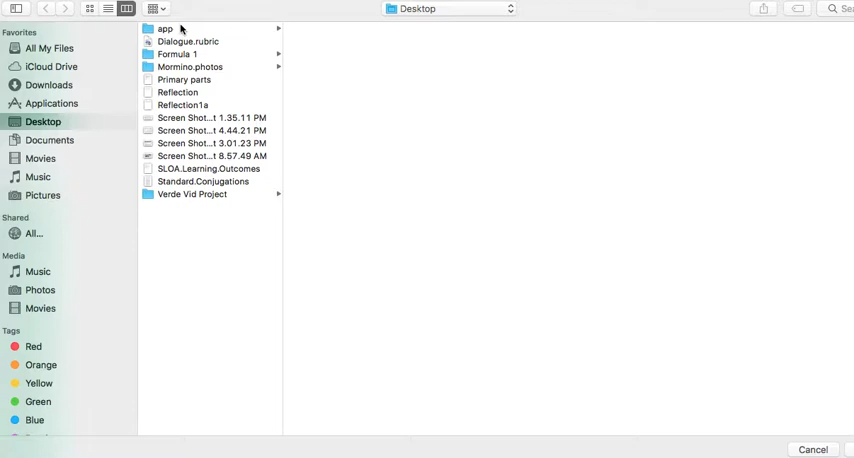 Desktop
Sea
Favorites
All My Files
iCloud Drive
Downloads
Applications
Desktop
Documents
Movies
Music
Pictures
Shared
All...
Media
Music
Photos
Movies
Tags
Red
Orange
Yellow
Green
Blue
app
Dialogue.rubric
Formula 1
Mormino.photos
Primary parts
Reflection
Reflection1a
Screen Shot...t 1.35.11 PM
Screen Shot...t 4.44.21 PM
Screen Shot...t 3.01.23 PM
Screen Shot...t 8.57.49 AM
SLOA.Learning.Outcomes
Standard.Conjugations
Verde Vid Project
Cancel